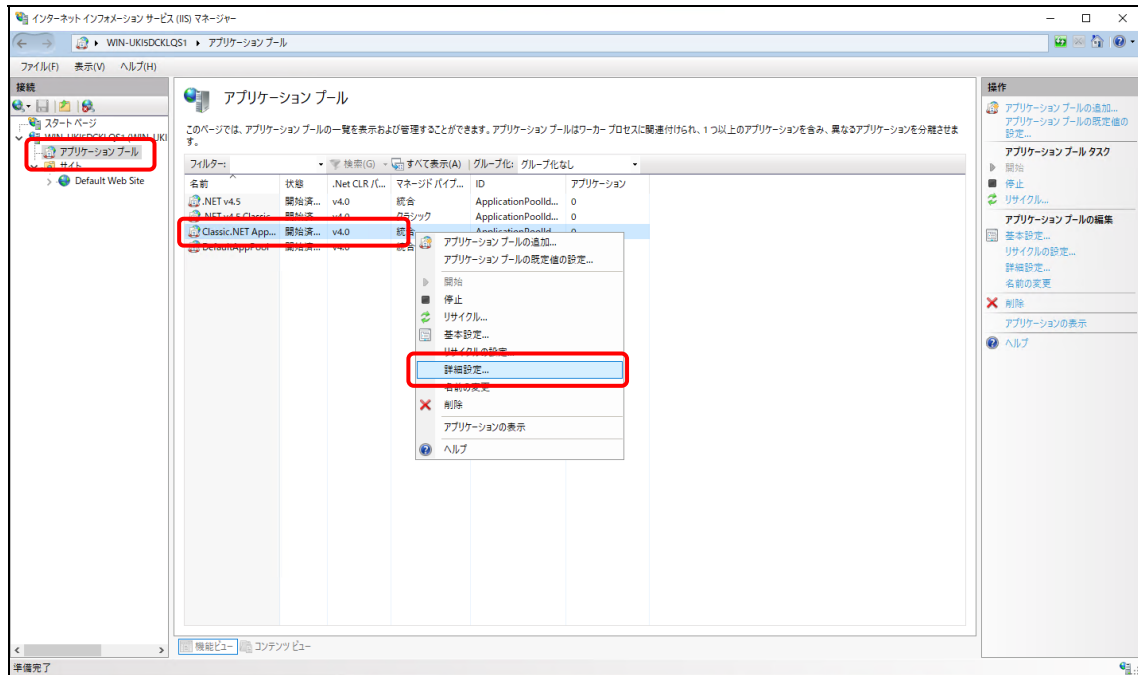 インターネット インフォメーション サービス (IIS) マネージャー
WIN-UKI5DCKLQS1 アプリケーション プール
ファイル(F) 表示(V) ヘルプ(H)
接続
スタート ページ
WIN-UKI5DCKLQS1 (WIN-UKI
アプリケーション プール
サイト
Default Web Site
アプリケーション プール
このページでは、アプリケーション プールの一覧を表示および管理することができます。アプリケーション プールはワーカー プロセスに関連付けられ、1 つ以上のアプリケーションを含み、異なるアプリケーションを分離させま
す。
フィルター: 検索(G) すべて表示(A) グループ化: グループ化なし
名前 状態 .Net CLR バ... マネージド パイプ... ID アプリケーション
.NET v4.5 開始済... v4.0 統合 ApplicationPoolId... 0
.NET v4.5 Classic 開始済... v4.0 クラシック ApplicationPoolId... 0
Classic.NET App... 開始済... v4.0 統合 ApplicationPoolId... 0
DefaultAppPool 開始済... v4.0 統合
アプリケーション プールの追加...
アプリケーション プールの既定値の設定...
開始
停止
リサイクル...
基本設定...
リサイクルの設定...
詳細設定...
名前の変更
削除
アプリケーションの表示
ヘルプ
機能ビュー コンテンツ ビュー
準備完了
操作
アプリケーション プールの追加...
アプリケーション プールの既定値の
設定...
アプリケーション プール タスク
開始
停止
リサイクル...
アプリケーション プールの編集
基本設定...
リサイクルの設定...
詳細設定...
名前の変更
削除
アプリケーションの表示
ヘルプ